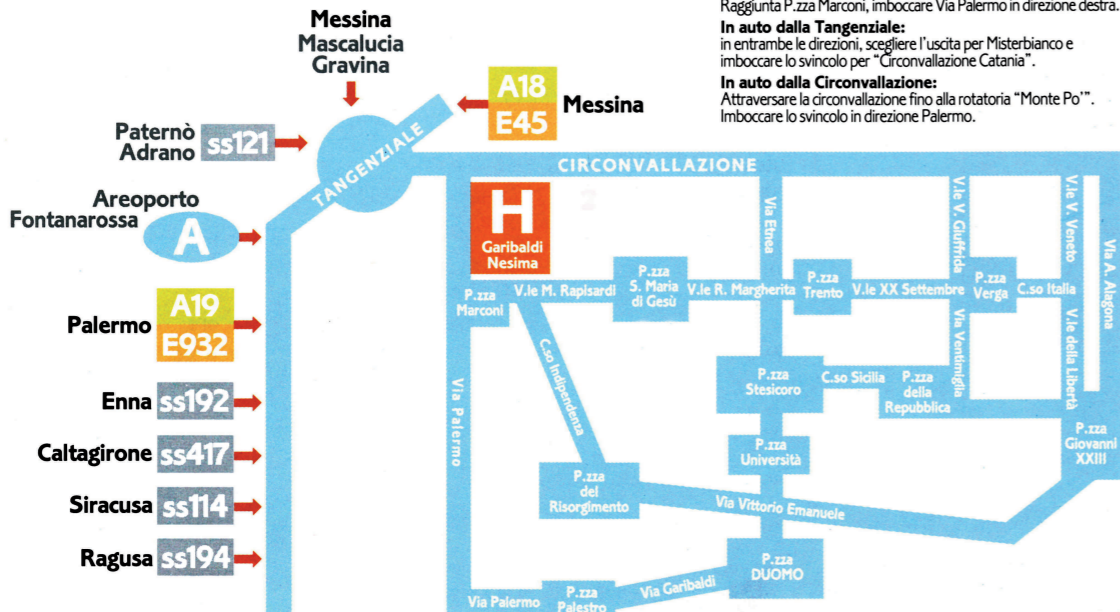 Raggiunta P.zza Marconi, imboccare Via Palermo in direzione destra.
In auto dalla Tangenziale:
in entrambe le direzioni, scegliere l'uscita per Misterbianco e
imboccare lo svincolo per "Circonvallazione Catania".
In auto dalla Circonvallazione:
Attraversare la circonvallazione fino alla rotatoria "Monte Po'".
Imboccare lo svincolo in direzione Palermo.
Messina
Mascalucia
Gravina
A18
E45
Messina
Paternò
Adrano
ss121
TANGENZIALE
CIRCONVALLAZIONE
Areoporto
Fontanarossa
A
H
Garibaldi
Nesima
Via Etnea
V.le V. Giuffrida
V.le V. Veneto
Via A. Alagona
P.zza
Marconi
V.le M. Rapisardi
P.zza
S. Maria
di Gesù
V.le R. Margherita
P.zza
Trento
V.le XX Settembre
P.zza
Verga
C.so Italia
A19
E932
Palermo
C.so Indipendenza
Via Ventimiglia
V.le della Libertà
Via Palermo
P.zza
Stesicoro
C.so Sicilia
P.zza
della
Repubblica
Enna
ss192
P.zza
Giovanni
XXIII
Caltagirone
ss417
P.zza
Università
P.zza
del
Risorgimento
Via Vittorio Emanuele
Siracusa
ss114
Ragusa
ss194
P.zza
DUOMO
Via Palermo
P.zza
Palestro
Via Garibaldi